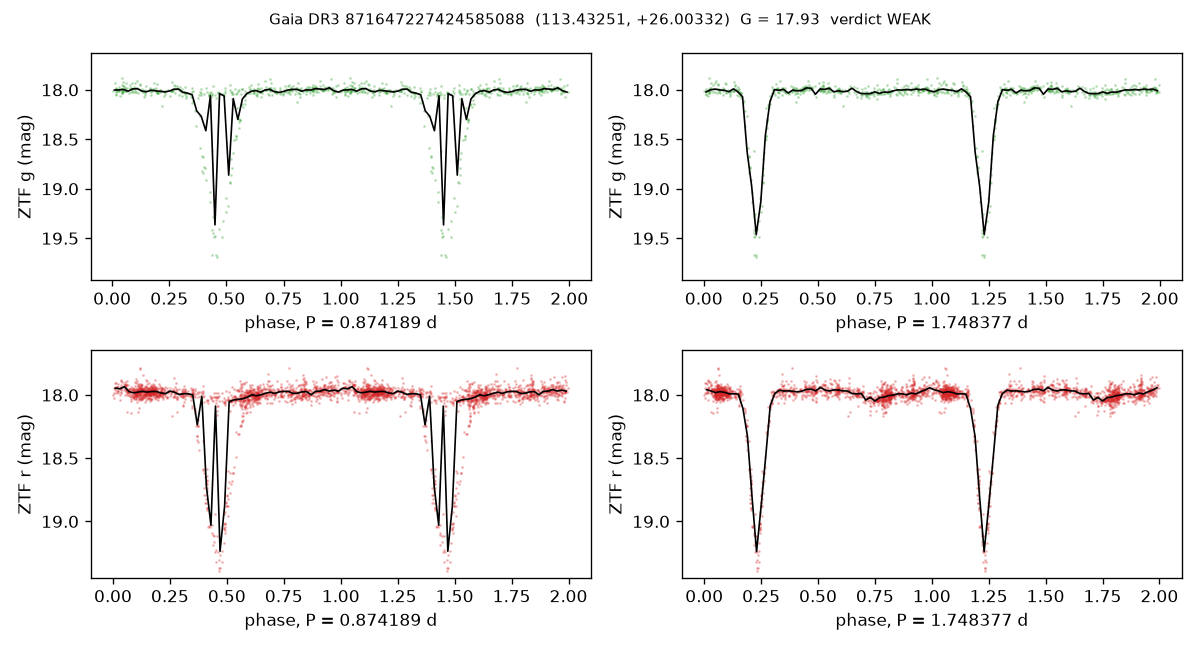 Gaia DR3 871647227424585088 (113.43251, +26.00332) G = 17.93 verdict WEAK
ZTF g (mag)
18.0
18.5
19.0
19.5
0.00 0.25 0.50 0.75 1.00 1.25 1.50 1.75 2.00
phase, P = 0.874189 d
ZTF g (mag)
18.0
18.5
19.0
19.5
0.00 0.25 0.50 0.75 1.00 1.25 1.50 1.75 2.00
phase, P = 1.748377 d
ZTF r (mag)
18.0
18.5
19.0
0.00 0.25 0.50 0.75 1.00 1.25 1.50 1.75 2.00
phase, P = 0.874189 d
ZTF r (mag)
18.0
18.5
19.0
0.00 0.25 0.50 0.75 1.00 1.25 1.50 1.75 2.00
phase, P = 1.748377 d